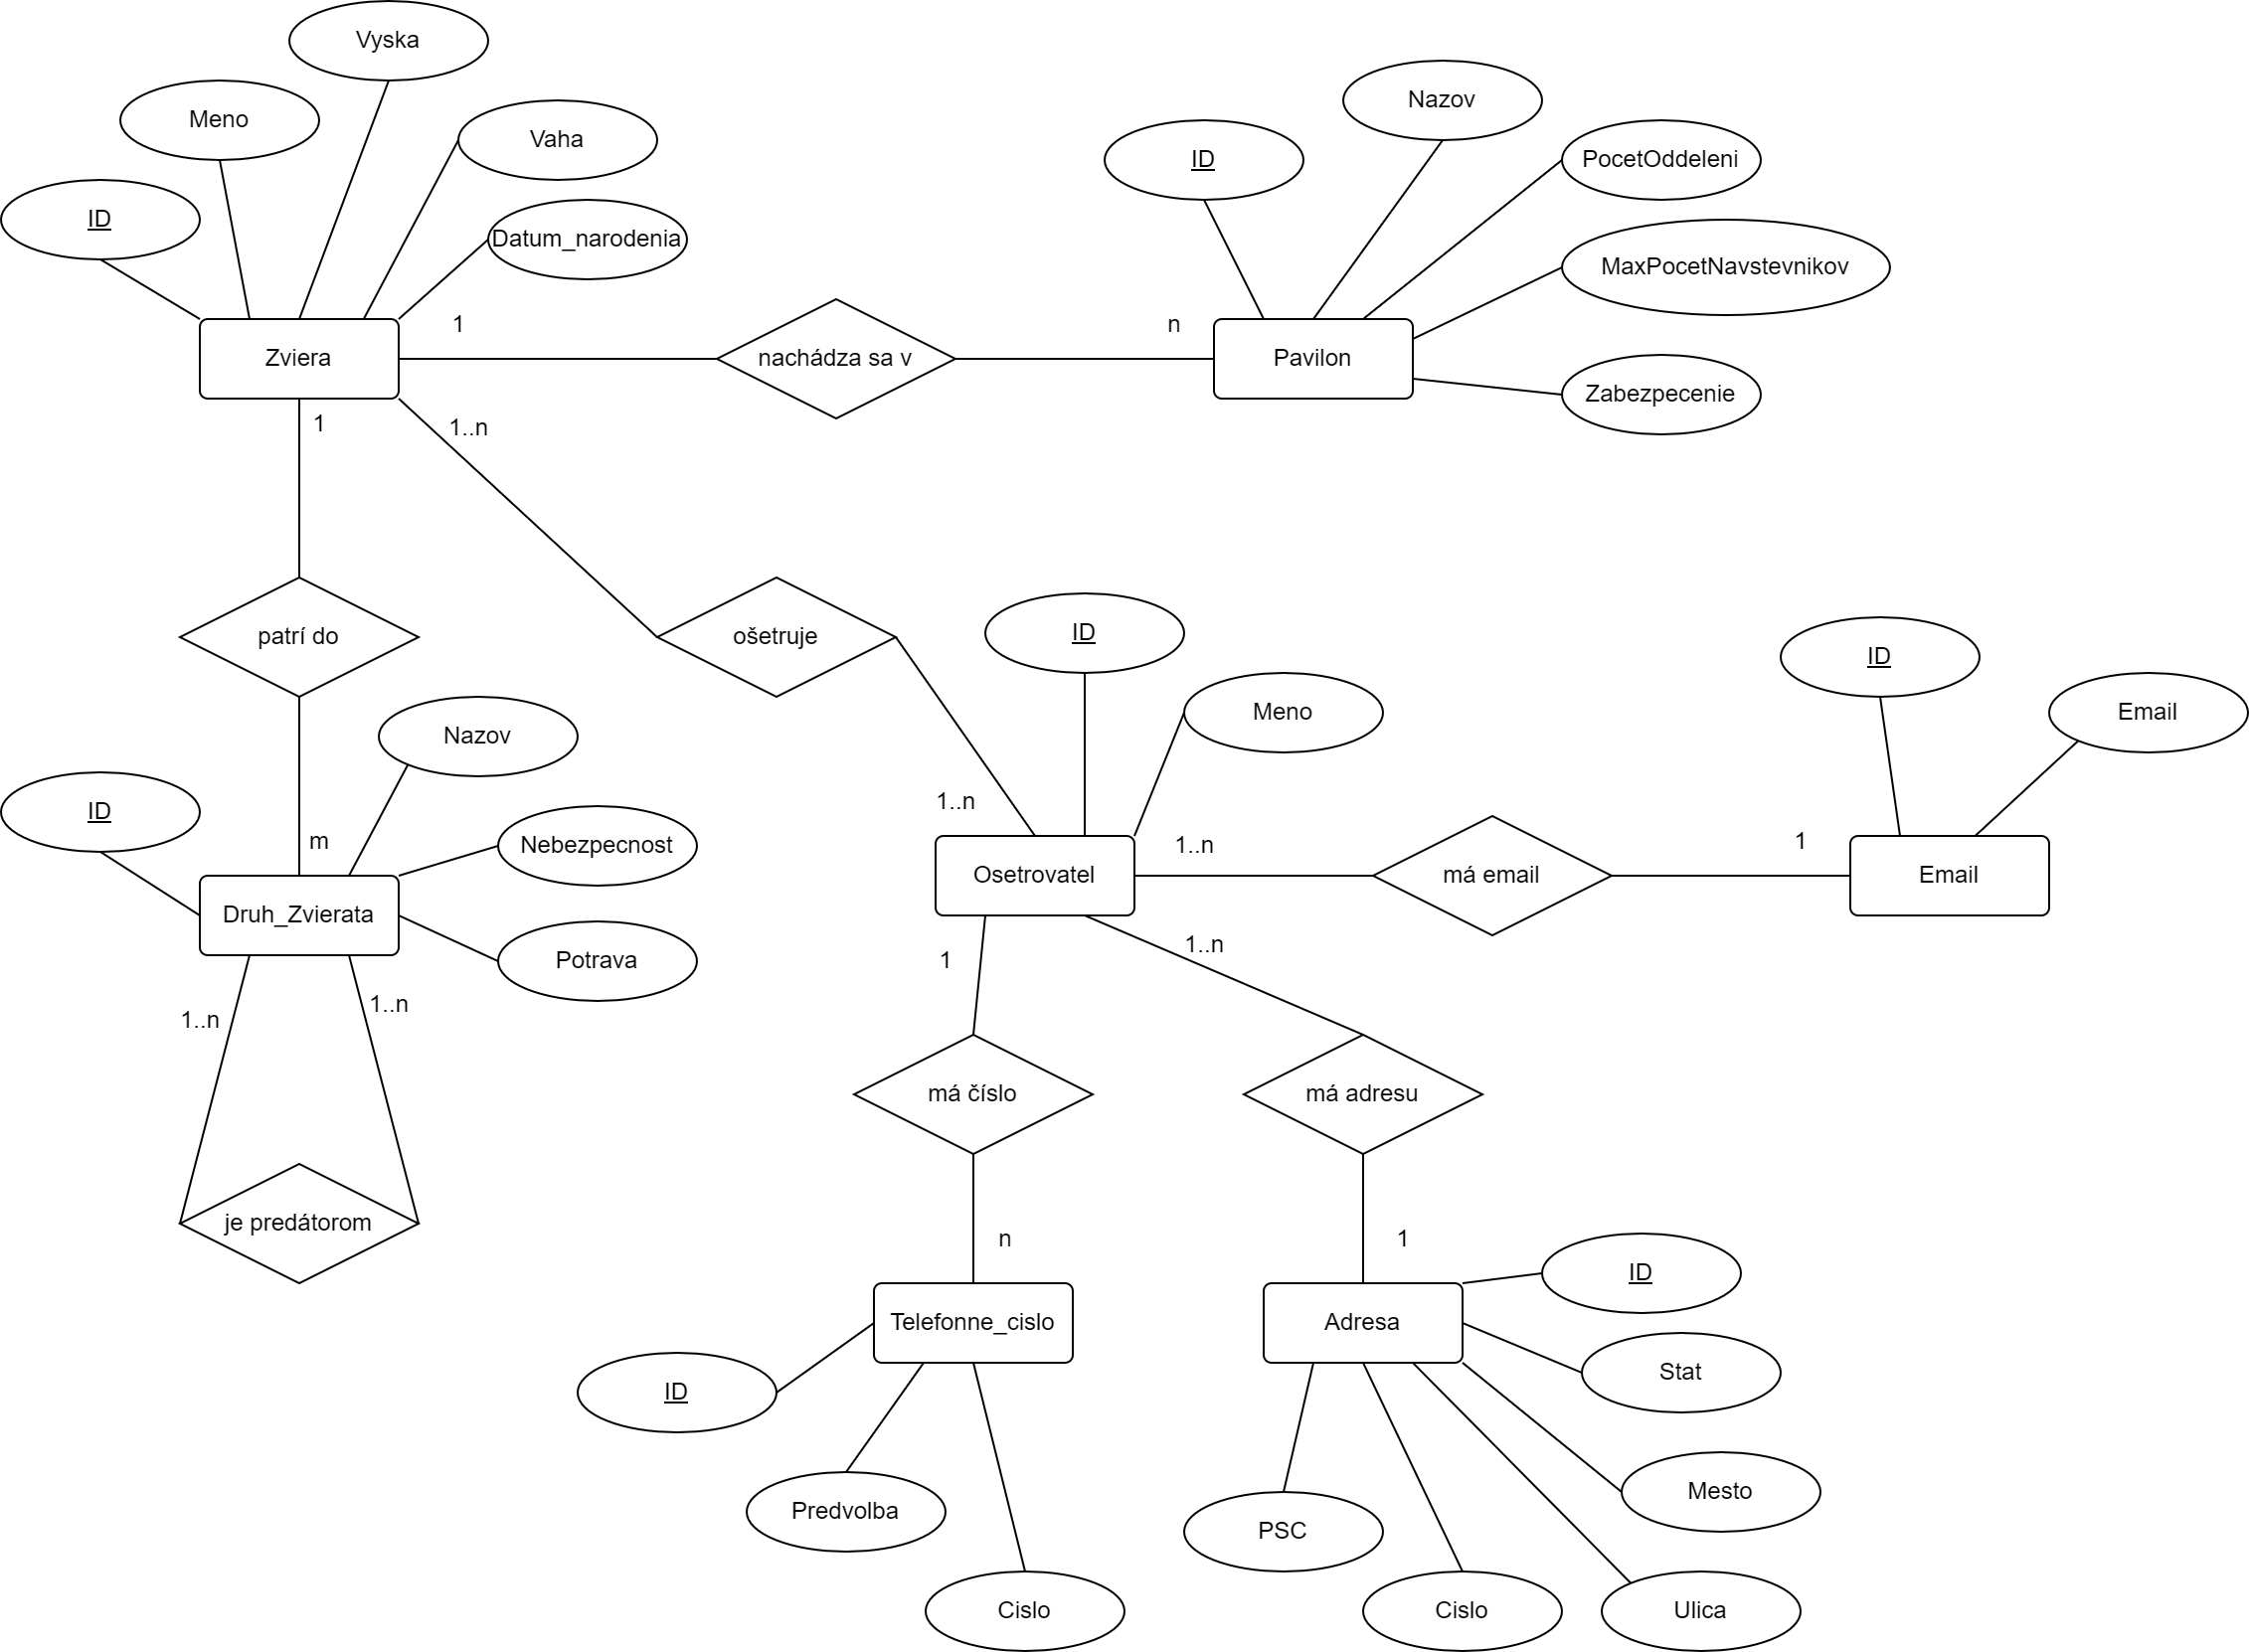 Vyska
Meno
Vaha
ID
Datum_narodenia
Nazov
ID
PocetOddeleni
MaxPocetNavstevnikov
Zabezpecenie
Zviera
1
nachádza sa v
n
Pavilon
1
1..n
patrí do
ošetruje
ID
Meno
ID
Email
Nazov
ID
m
Nebezpecnost
Druh_Zvierata
Potrava
1..n
1..n
je predátorom
1..n
Osetrovatel
1..n
má email
1
Email
1
1..n
má číslo
má adresu
n
1
Telefonne_cislo
Adresa
ID
Stat
ID
Mesto
Predvolba
PSC
Cislo
Cislo
Ulica